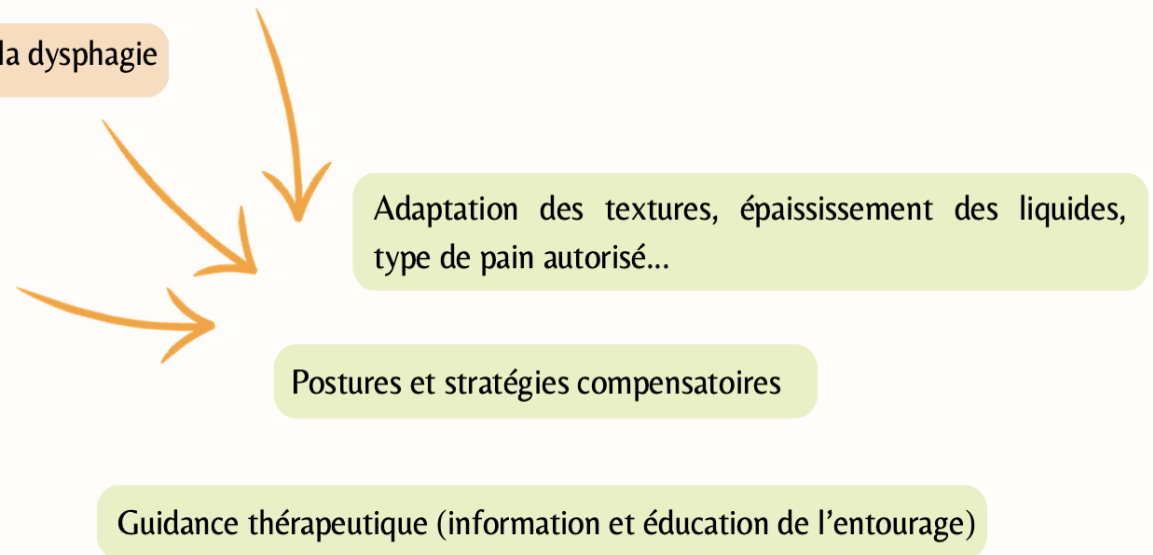 la dysphagie
Adaptation des textures, épaississement des liquides,
type de pain autorisé...
Postures et stratégies compensatoires
Guidance thérapeutique (information et éducation de l’entourage)